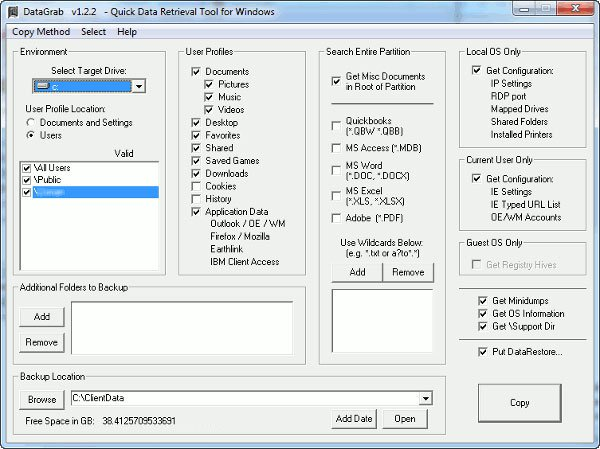 DataGrab v1.2.2 - Quick Data Retrieval Tool for Windows
Copy Method Select Help
Environment
Select Target Drive:
c:
User Profile Location:
Documents and Settings
Users
Valid
\All Users
\Public
User Profiles
Documents
Pictures
Music
Videos
Desktop
Favorites
Shared
Saved Games
Downloads
Cookies
History
Application Data
Outlook / OE / WM
Firefox / Mozilla
Earthlink
IBM Client Access
Search Entire Partition
Get Misc Documents
in Root of Partition
Quickbooks
(*.QBW *.QBB)
MS Access (*.MDB)
MS Word
(*.DOC, *.DOCX)
MS Excel
(*.XLS, *.XLSX)
Adobe (*.PDF)
Use Wildcards Below:
(e.g. *.txt or a?to*.*)
Add Remove
Local OS Only
Get Configuration:
IP Settings
RDP port
Mapped Drives
Shared Folders
Installed Printers
Current User Only
Get Configuration:
IE Settings
IE Typed URL List
OE/WM Accounts
Guest OS Only
Get Registry Hives
Get Minidumps
Get OS Information
Get \Support Dir
Put DataRestore...
Additional Folders to Backup
Add
Remove
Backup Location
Browse C:\ClientData
Free Space in GB: 38.4125709533691
Add Date Open
Copy